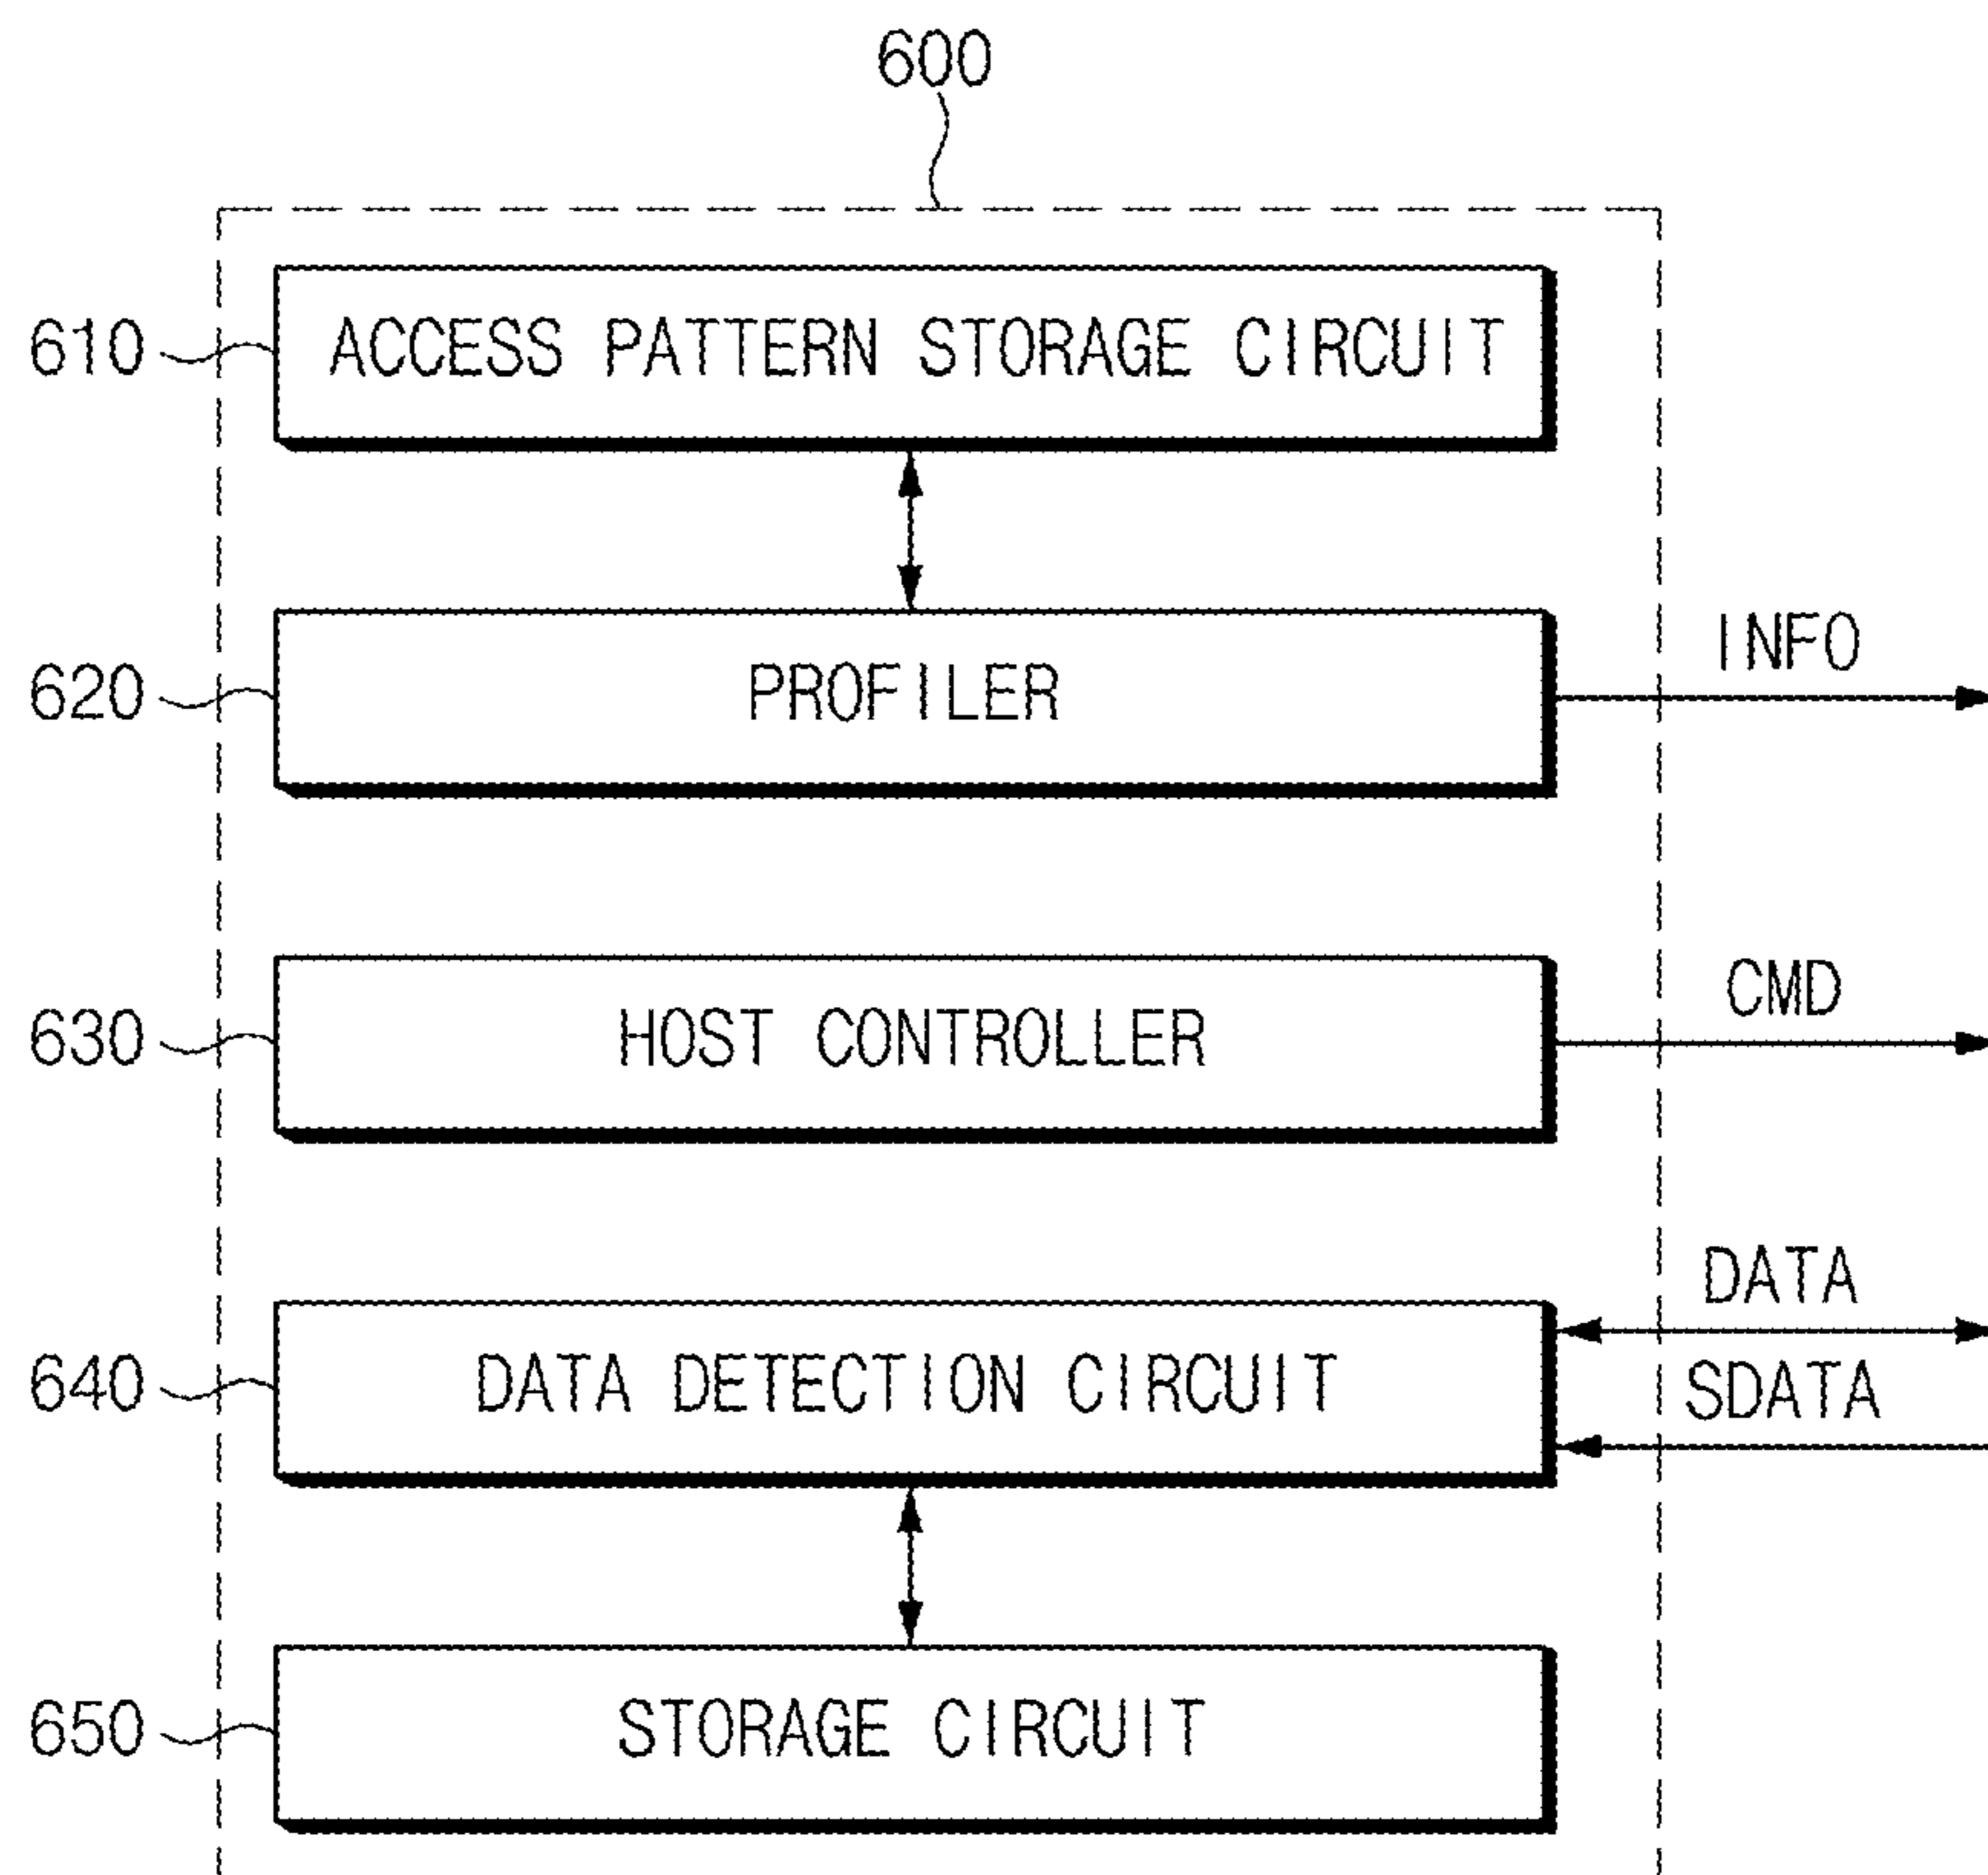 600
610 ACCESS PATTERN STORAGE CIRCUIT
INFO
620 PROFILER
CMD
630 HOST CONTROLLER
DATA
640 DATA DETECTION CIRCUIT
SDATA
650 STORAGE CIRCUIT